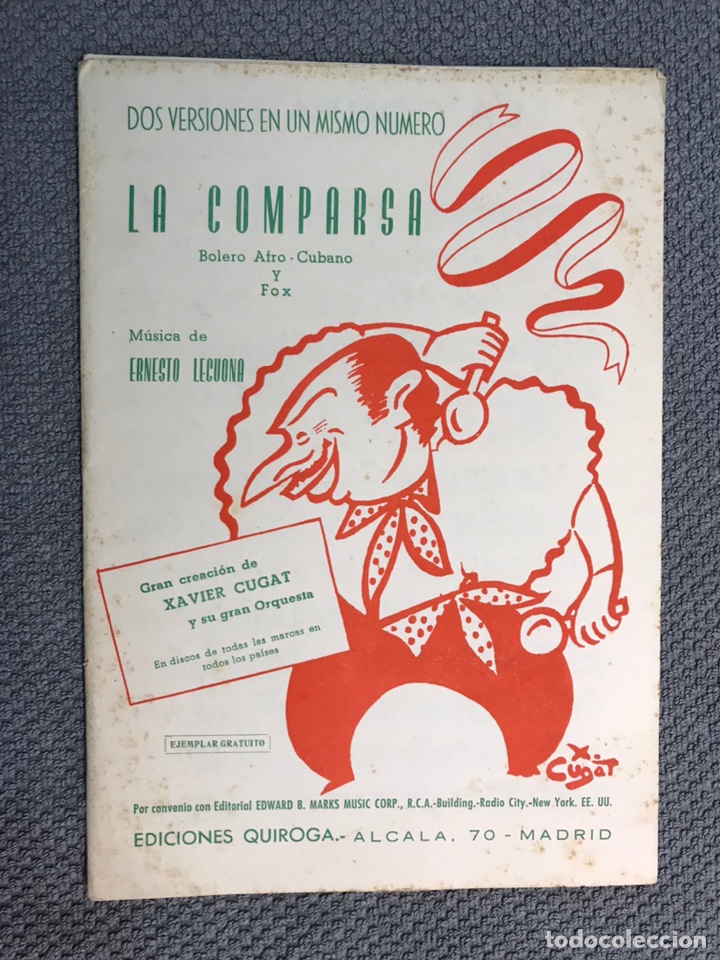 DOS VERSIONES EN UN MISMO NUMERO
LA COMPARSA
Bolero Afro-Cubano
Y
Fox
Música de
ERNESTO LECUONA
Gran creación de
XAVIER CUGAT
y su gran Orquesta
En discos de todas las marcas en
todos los países
EJEMPLAR GRATUITO
X.
Cugat
Por convenio con Editorial EDWARD B. MARKS MUSIC CORP., R.C.A.-Building.-Radio City.-New York. EE. UU.
EDICIONES QUIROGA.- ALCALA, 70 - MADRID
todocoleccion
todocoleccion.net